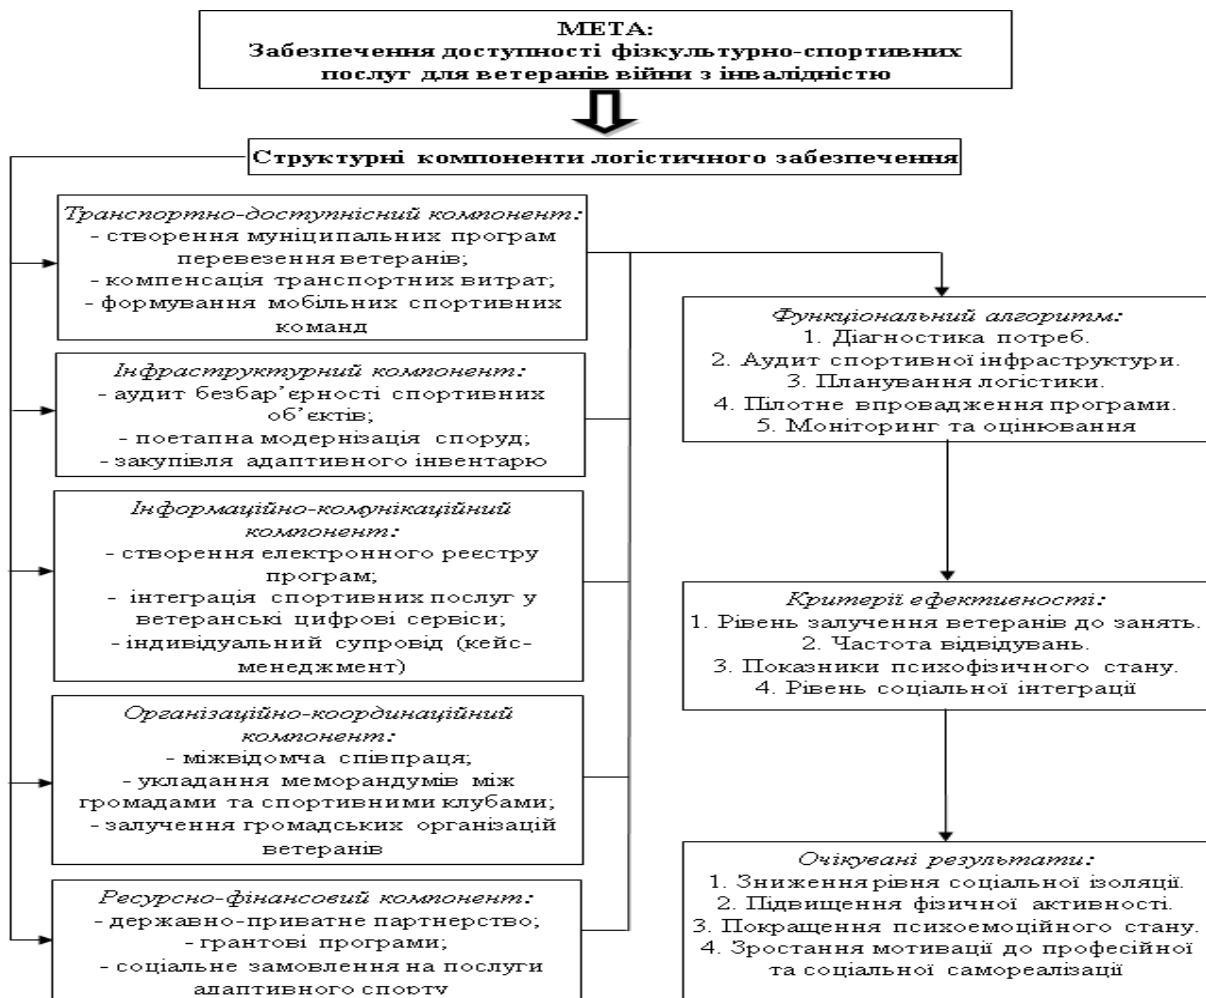 МЕТА:
Забезпечення доступності фізкультурно-спортивних
послуг для ветеранів війни з інвалідністю
Структурні компоненти логістичного забезпечення
Транспортно-доступнісний компонент:
- створення муніципальних програм
перевезення ветеранів;
- компенсація транспортних витрат;
- формування мобільних спортивних
команд
Інфраструктурний компонент:
- аудит безбар’єрності спортивних
об’єктів;
- поетапна модернізація споруд;
- закупівля адаптивного інвентарю
Інформаційно-комунікаційний
компонент:
- створення електронного реєстру
програм;
- інтеграція спортивних послуг у
ветеранські цифрові сервіси;
- індивідуальний супровід (кейс-
менеджмент)
Організаційно-координаційний
компонент:
- міжвідомча співпраця;
- укладання меморандумів між
громадами та спортивними клубами;
- залучення громадських організацій
ветеранів
Ресурсно-фінансовий компонент:
- державно-приватне партнерство;
- грантові програми;
- соціальне замовлення на послуги
адаптивного спорту
Функціональний алгоритм:
1. Діагностика потреб.
2. Аудит спортивної інфраструктури.
3. Планування логістики.
4. Пілотне впровадження програми.
5. Моніторинг та оцінювання
Критерії ефективності:
1. Рівень залучення ветеранів до занять.
2. Частота відвідувань.
3. Показники психофізичного стану.
4. Рівень соціальної інтеграції
Очікувані результати:
1. Зниження рівня соціальної ізоляції.
2. Підвищення фізичної активності.
3. Покращення психоемоційного стану.
4. Зростання мотивації до професійної
та соціальної самореалізації